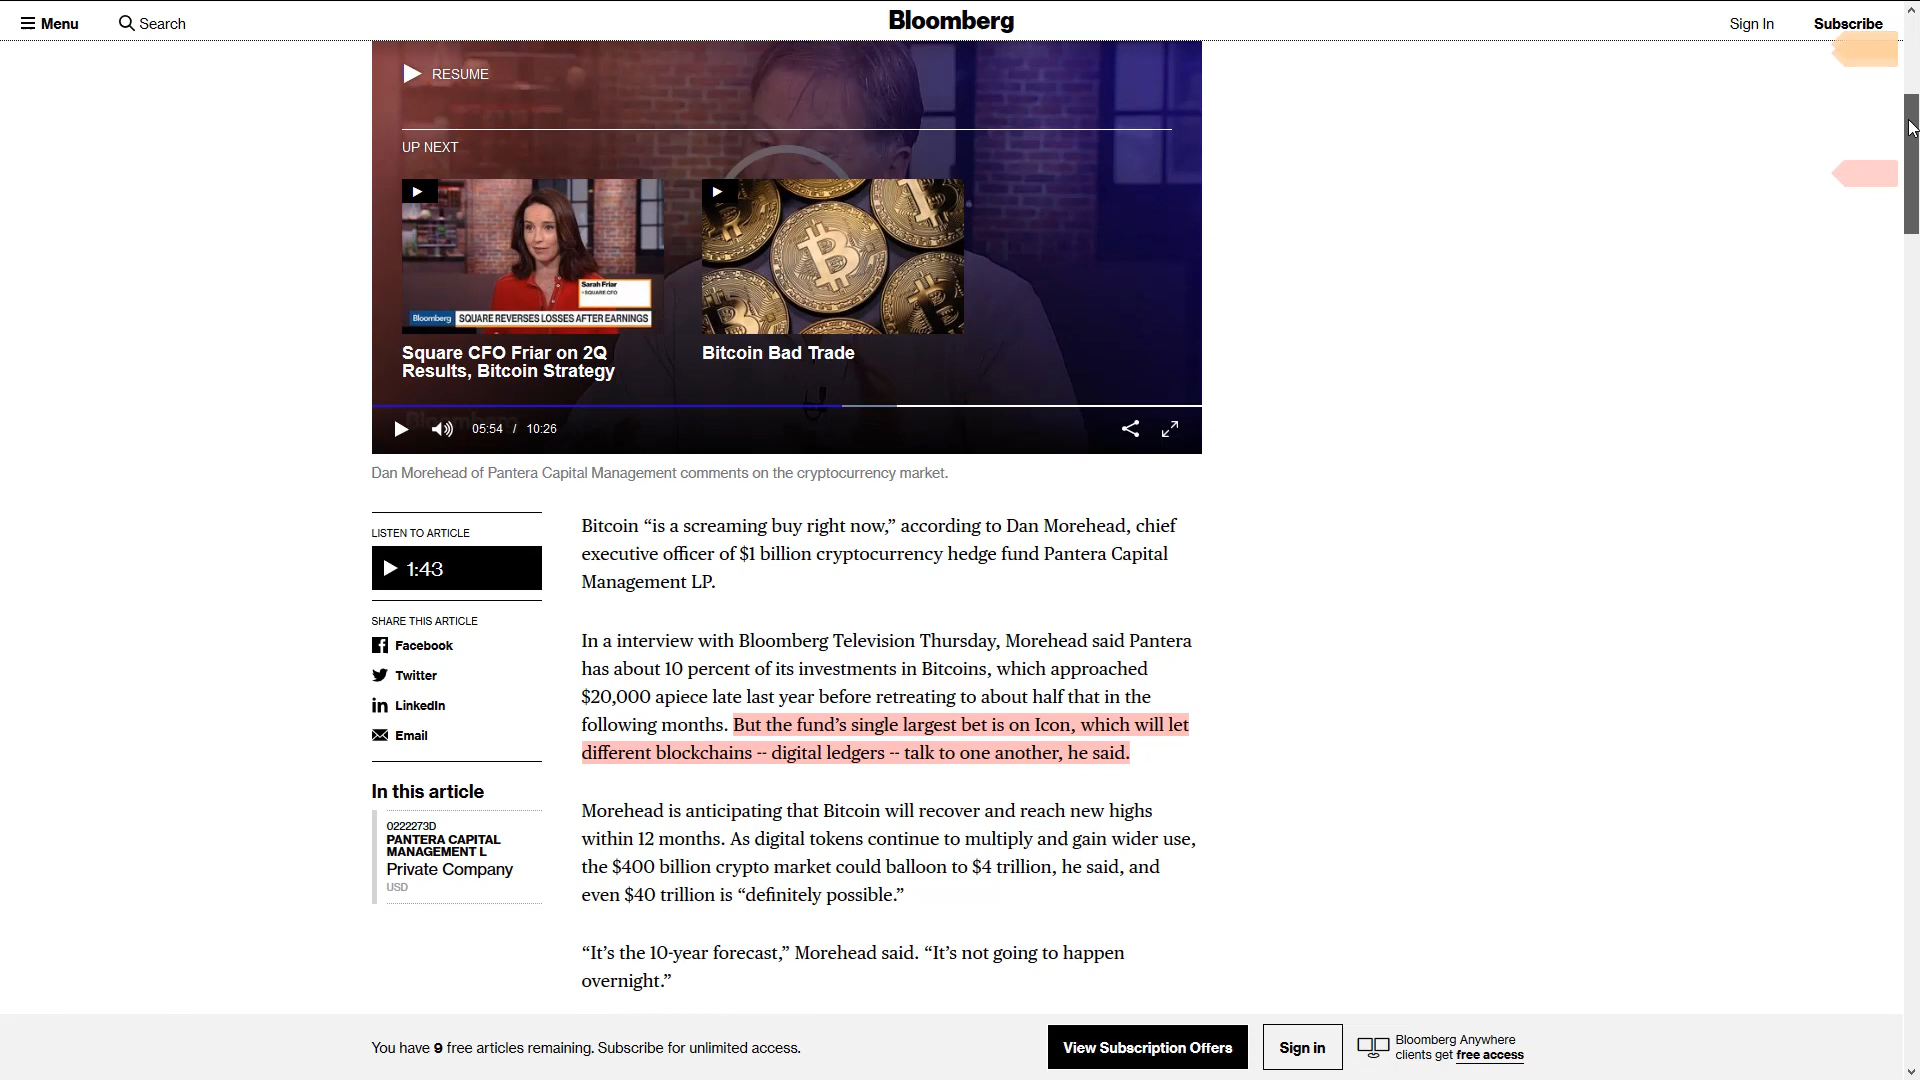 Menu
Search
Bloomberg
Sign In
Subscribe
RESUME
UP NEXT
Sarah Friar
SQUARE CFO
Bloomberg
SQUARE REVERSES LOSSES AFTER EARNINGS
Square CFO Friar on 2Q
Results, Bitcoin Strategy
Bitcoin Bad Trade
05:54 / 10:26
Dan Morehead of Pantera Capital Management comments on the cryptocurrency market.
LISTEN TO ARTICLE
1:43
SHARE THIS ARTICLE
Facebook
Twitter
LinkedIn
Email
In this article
0222273D
PANTERA CAPITAL
MANAGEMENT L
Private Company
USD
Bitcoin “is a screaming buy right now,” according to Dan Morehead, chief
executive officer of $1 billion cryptocurrency hedge fund Pantera Capital
Management LP.
In a interview with Bloomberg Television Thursday, Morehead said Pantera
has about 10 percent of its investments in Bitcoins, which approached
$20,000 apiece late last year before retreating to about half that in the
following months. But the fund’s single largest bet is on Icon, which will let
different blockchains -- digital ledgers -- talk to one another, he said.
Morehead is anticipating that Bitcoin will recover and reach new highs
within 12 months. As digital tokens continue to multiply and gain wider use,
the $400 billion crypto market could balloon to $4 trillion, he said, and
even $40 trillion is “definitely possible.”
“It’s the 10-year forecast,” Morehead said. “It’s not going to happen
overnight.”
You have 9 free articles remaining. Subscribe for unlimited access.
View Subscription Offers
Sign in
Bloomberg Anywhere
clients get free access